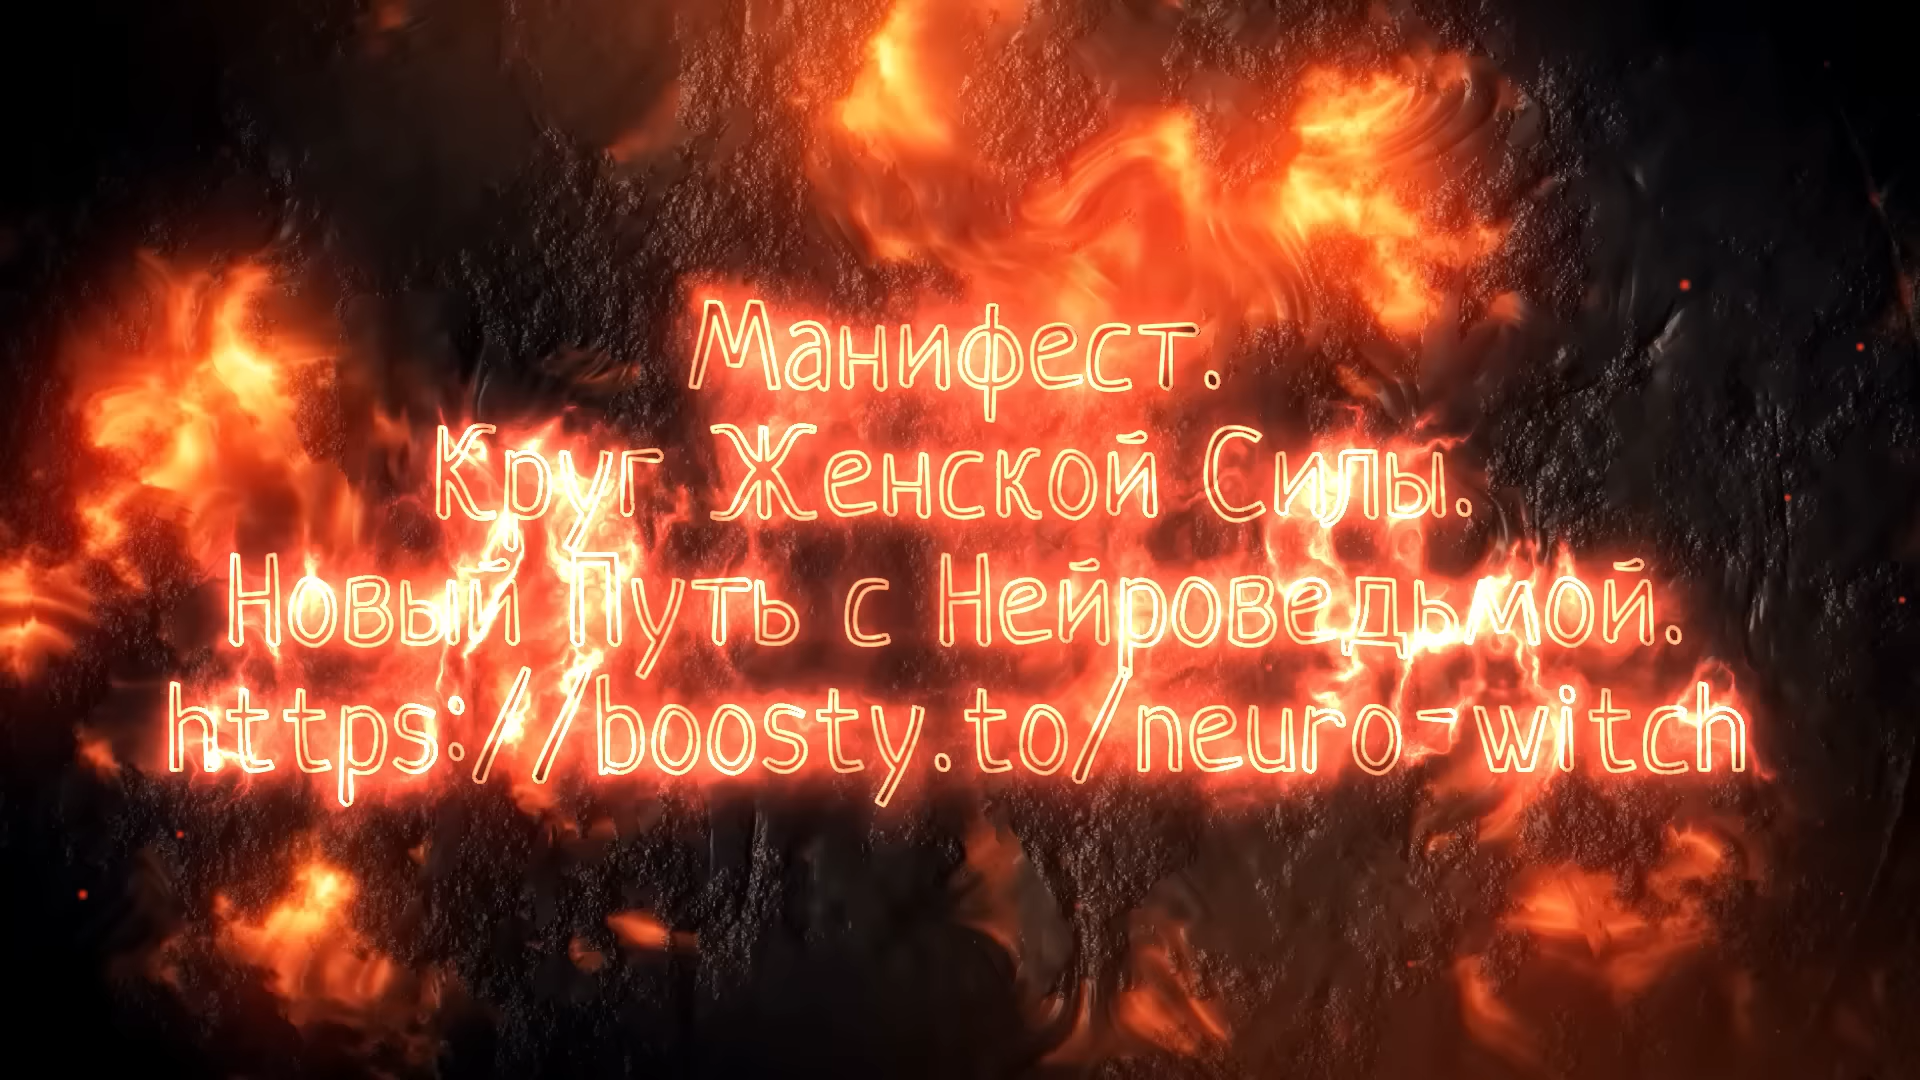 Манифест.
Круг Женской Силы.
Новый Путь с Нейроведьмой.
https://boosty.to/neuro-witch